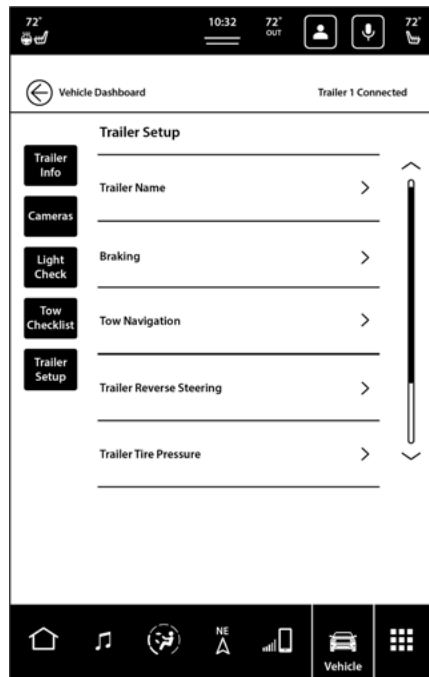 72°
10:32
72°
OUT
72°
Vehicle Dashboard
Trailer 1 Connected
Trailer Setup
Trailer
Info
Cameras
Light
Check
Tow
Checklist
Trailer
Setup
Trailer Name
Braking
Tow Navigation
Trailer Reverse Steering
Trailer Tire Pressure
NE
Vehicle